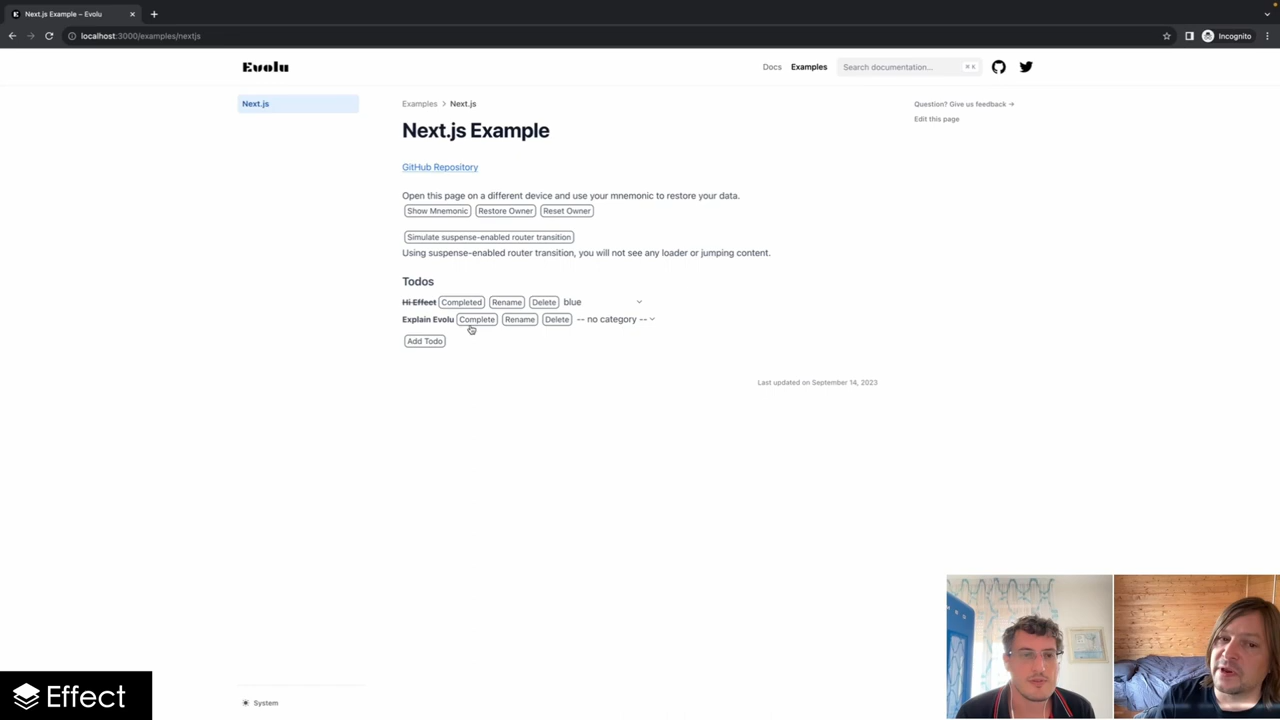 Next.js Example – Evolu
localhost:3000/examples/nextjs
Incognito
Evolu
Docs
Examples
Search documentation...
⌘ K
Next.js
Examples > Next.js
Question? Give us feedback →
Edit this page
Next.js Example
GitHub Repository
Open this page on a different device and use your mnemonic to restore your data.
Show Mnemonic Restore Owner Reset Owner
Simulate suspense-enabled router transition
Using suspense-enabled router transition, you will not see any loader or jumping content.
Todos
Hi Effect Completed Rename Delete blue
Explain Evolu Complete Rename Delete -- no category --
Add Todo
Last updated on September 14, 2023
System
Effect